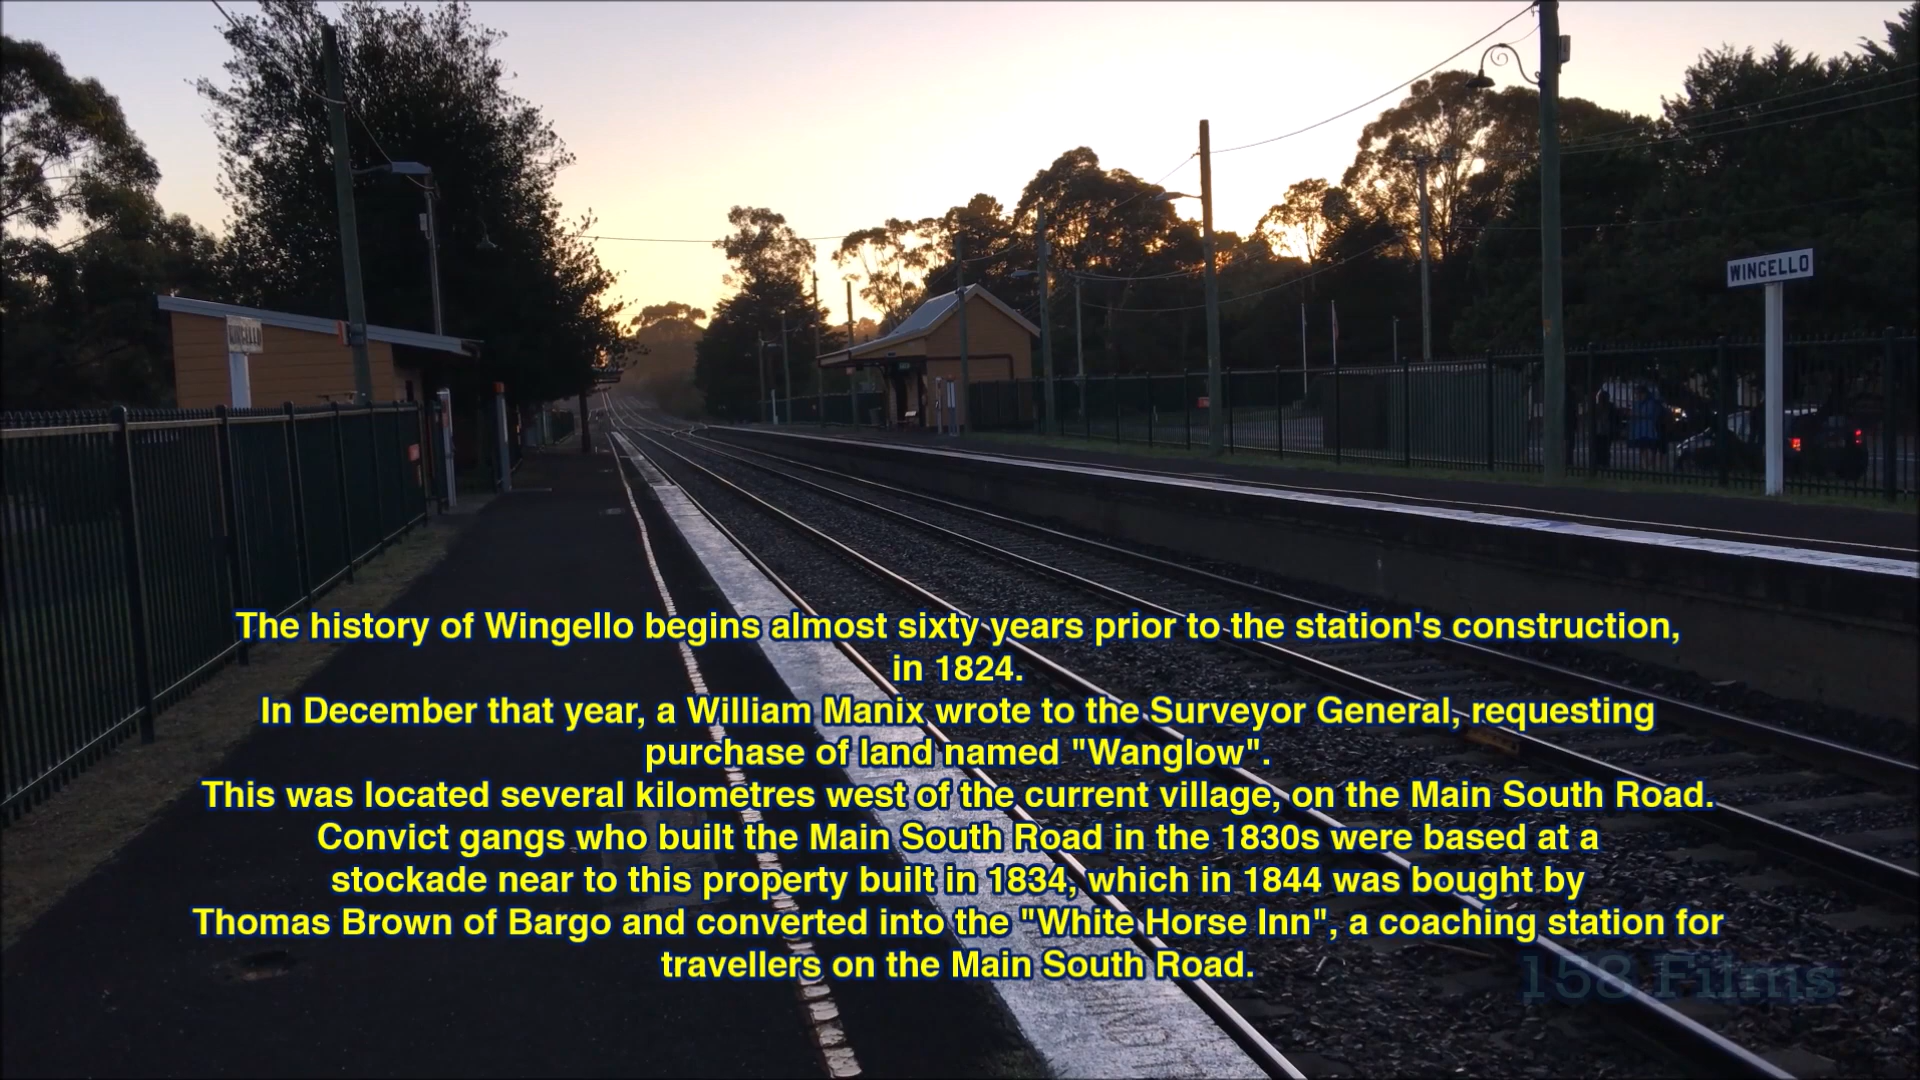 WINGELLO
WINGELLO
The history of Wingello begins almost sixty years prior to the station's construction,
in 1824.
In December that year, a William Manix wrote to the Surveyor General, requesting
purchase of land named "Wanglow".
This was located several kilometres west of the current village, on the Main South Road.
Convict gangs who built the Main South Road in the 1830s were based at a
stockade near to this property built in 1834, which in 1844 was bought by
Thomas Brown of Bargo and converted into the "White Horse Inn", a coaching station for
travellers on the Main South Road.
158 Films